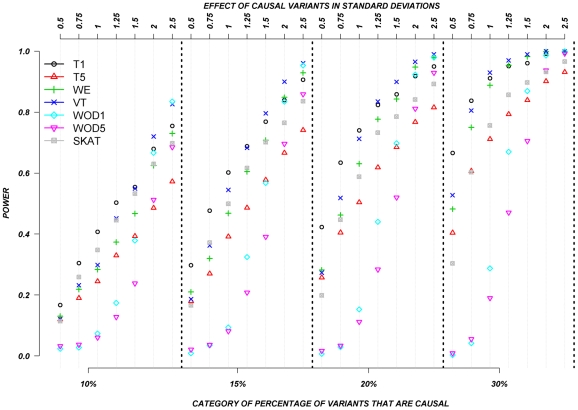 EFFECT OF CAUSAL VARIANTS IN STANDARD DEVIATIONS
0.5 0.75 1 1.25 1.5 2 2.5 0.5 0.75 1 1.25 1.5 2 2.5 0.5 0.75 1 1.25 1.5 2 2.5 0.5 0.75 1 1.25 1.5 2 2.5
POWER
1.0
0.8
0.6
0.4
0.2
0.0
T1
T5
WE
VT
WOD1
WOD5
SKAT
10% 15% 20% 30%
CATEGORY OF PERCENTAGE OF VARIANTS THAT ARE CAUSAL